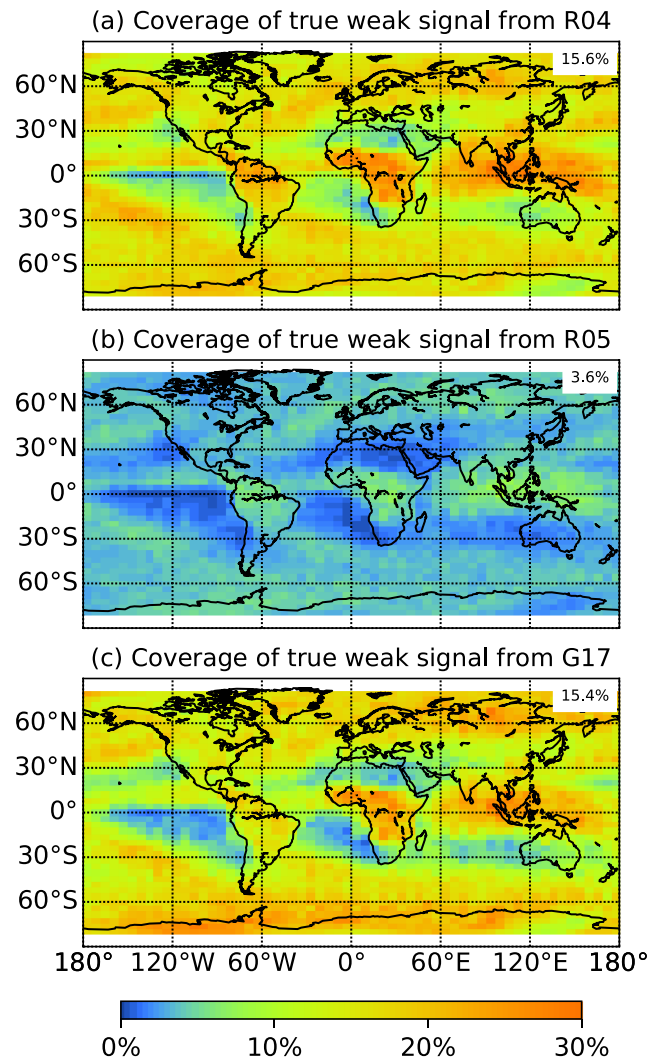 (a) Coverage of true weak signal from R04
15.6%
60°N
30°N
0°
30°S
60°S
(b) Coverage of true weak signal from R05
3.6%
60°N
30°N
0°
30°S
60°S
(c) Coverage of true weak signal from G17
15.4%
60°N
30°N
0°
30°S
60°S
180° 120°W 60°W 0° 60°E 120°E 180°
0% 10% 20% 30%